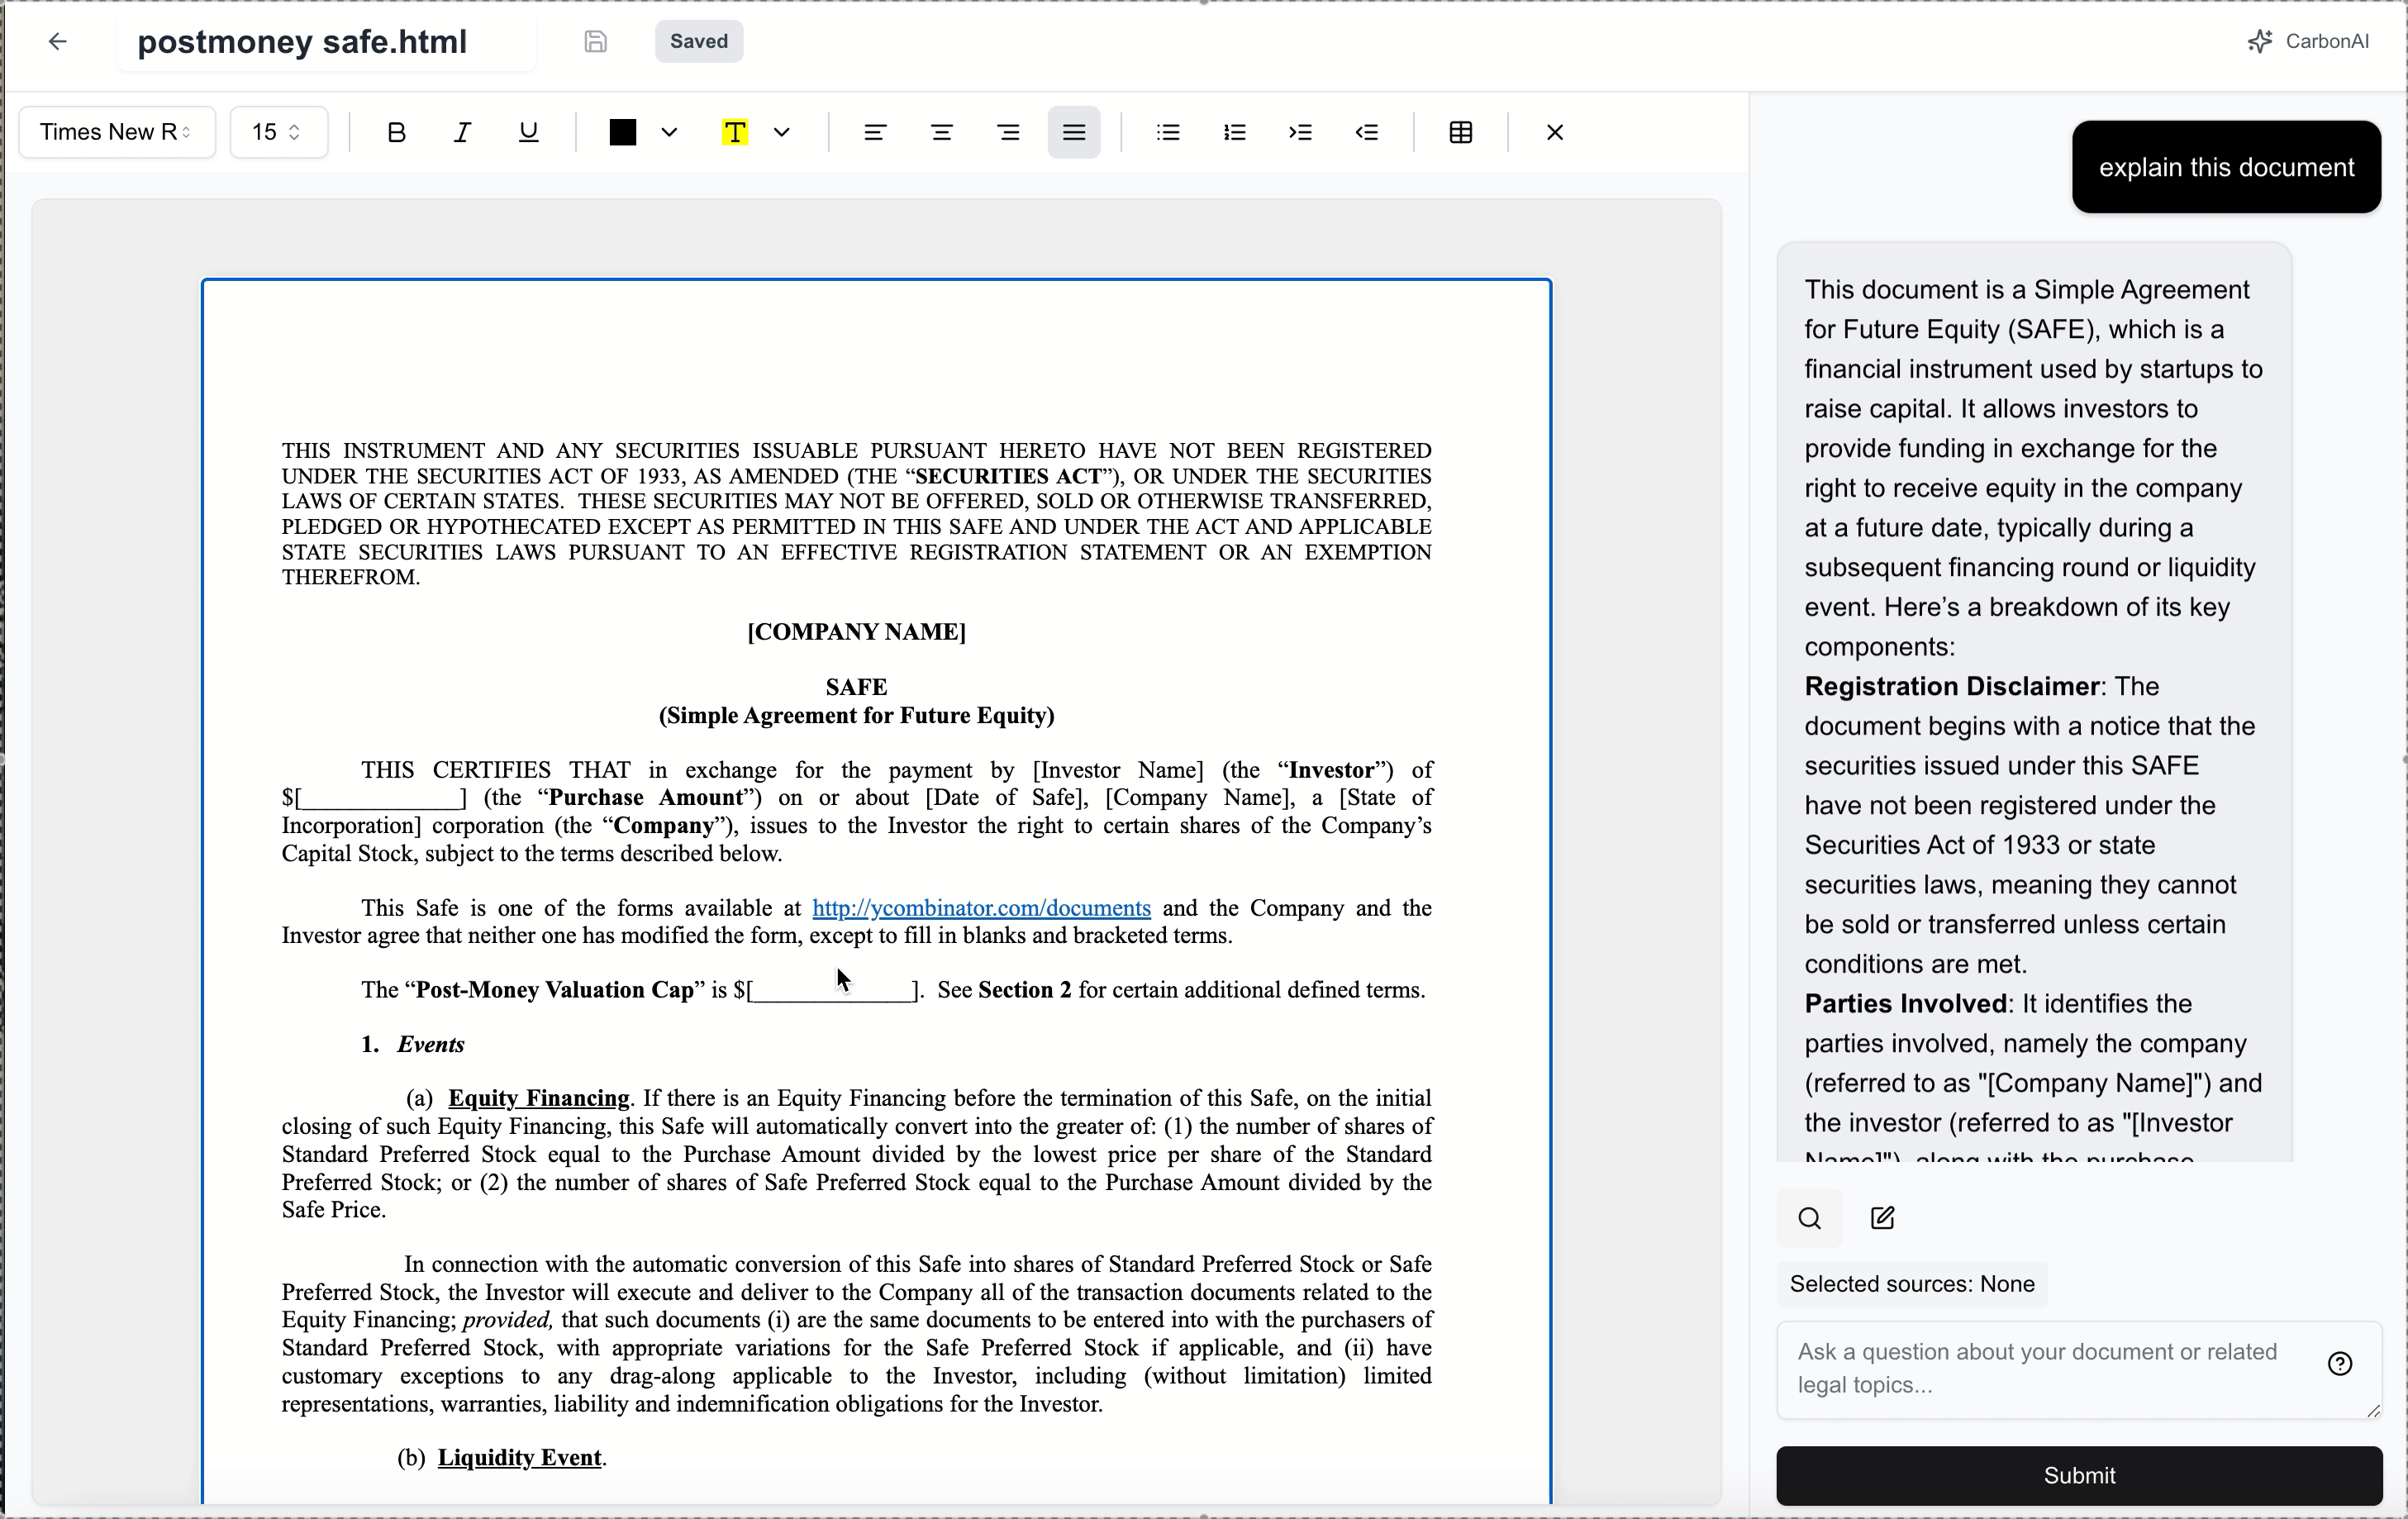 postmoney safe.html
Saved
CarbonAI
Times New R
15
B I U T
THIS INSTRUMENT AND ANY SECURITIES ISSUABLE PURSUANT HERETO HAVE NOT BEEN REGISTERED
UNDER THE SECURITIES ACT OF 1933, AS AMENDED (THE “SECURITIES ACT”), OR UNDER THE SECURITIES
LAWS OF CERTAIN STATES.  THESE SECURITIES MAY NOT BE OFFERED, SOLD OR OTHERWISE TRANSFERRED,
PLEDGED OR HYPOTHECATED EXCEPT AS PERMITTED IN THIS SAFE AND UNDER THE ACT AND APPLICABLE
STATE SECURITIES LAWS PURSUANT TO AN EFFECTIVE REGISTRATION STATEMENT OR AN EXEMPTION
THEREFROM.
[COMPANY NAME]
SAFE
(Simple Agreement for Future Equity)
THIS CERTIFIES THAT in exchange for the payment by [Investor Name] (the “Investor”) of
$[_____________] (the “Purchase Amount”) on or about [Date of Safe], [Company Name], a [State of
Incorporation] corporation (the “Company”), issues to the Investor the right to certain shares of the Company’s
Capital Stock, subject to the terms described below.
This Safe is one of the forms available at http://ycombinator.com/documents and the Company and the
Investor agree that neither one has modified the form, except to fill in blanks and bracketed terms.
The “Post-Money Valuation Cap” is $[_____________].  See Section 2 for certain additional defined terms.
1. Events
(a) Equity Financing. If there is an Equity Financing before the termination of this Safe, on the initial
closing of such Equity Financing, this Safe will automatically convert into the greater of: (1) the number of shares of
Standard Preferred Stock equal to the Purchase Amount divided by the lowest price per share of the Standard
Preferred Stock; or (2) the number of shares of Safe Preferred Stock equal to the Purchase Amount divided by the
Safe Price.
In connection with the automatic conversion of this Safe into shares of Standard Preferred Stock or Safe
Preferred Stock, the Investor will execute and deliver to the Company all of the transaction documents related to the
Equity Financing; provided, that such documents (i) are the same documents to be entered into with the purchasers of
Standard Preferred Stock, with appropriate variations for the Safe Preferred Stock if applicable, and (ii) have
customary exceptions to any drag-along applicable to the Investor, including (without limitation) limited
representations, warranties, liability and indemnification obligations for the Investor.
(b) Liquidity Event.
explain this document
This document is a Simple Agreement
for Future Equity (SAFE), which is a
financial instrument used by startups to
raise capital. It allows investors to
provide funding in exchange for the
right to receive equity in the company
at a future date, typically during a
subsequent financing round or liquidity
event. Here’s a breakdown of its key
components:
Registration Disclaimer: The
document begins with a notice that the
securities issued under this SAFE
have not been registered under the
Securities Act of 1933 or state
securities laws, meaning they cannot
be sold or transferred unless certain
conditions are met.
Parties Involved: It identifies the
parties involved, namely the company
(referred to as "[Company Name]") and
the investor (referred to as "[Investor
Name]"), along with the purchase
Selected sources: None
Ask a question about your document or related
legal topics...
Submit